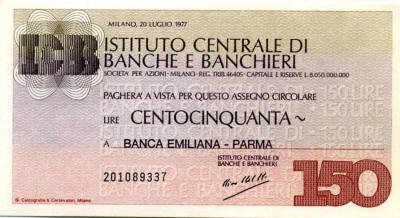 MILANO, 20 LUGLIO 1977
ICB
ISTITUTO CENTRALE DI
BANCHE E BANCHIERI
SOCIETA' PER AZIONI - MILANO - REG. TRIB. 46405 - CAPITALE E RISERVE L. 8.050.000.000
PAGHERA' A VISTA PER QUESTO ASSEGNO CIRCOLARE
LIRE CENTOCINQUANTA ~
A BANCA EMILIANA - PARMA
ISTITUTO CENTRALE DI
BANCHE E BANCHIERI
201089337
150